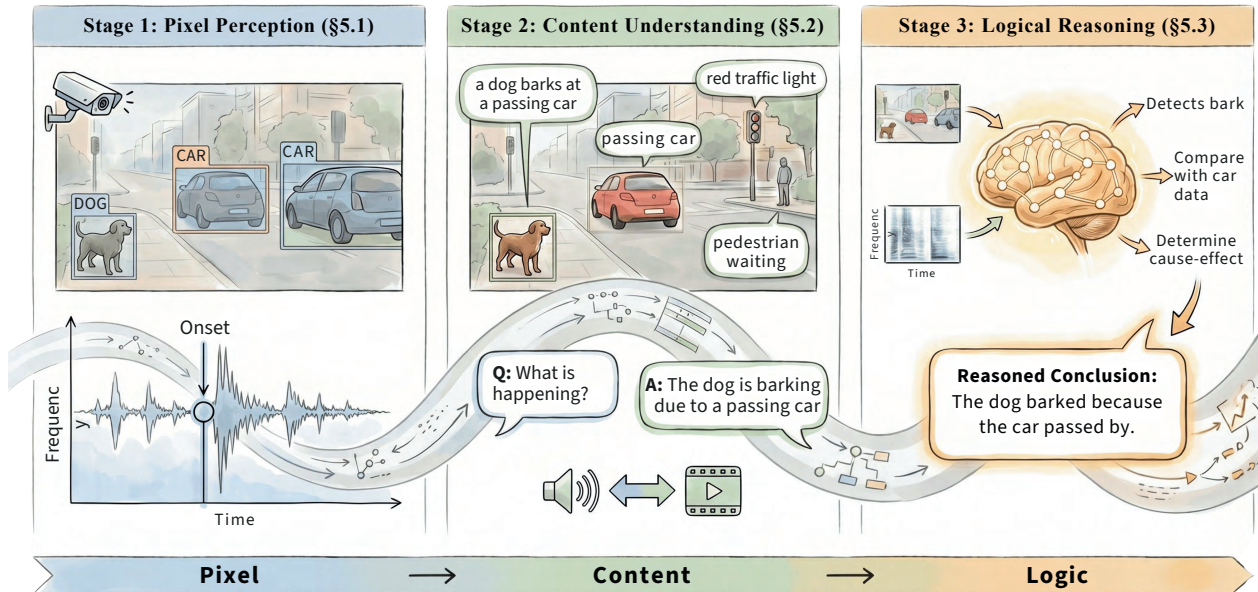 Stage 1: Pixel Perception (§5.1)
DOG
CAR
CAR
Onset
Frequenc
y
Time
Stage 2: Content Understanding (§5.2)
a dog barks at
a passing car
red traffic light
passing car
pedestrian
waiting
Q: What is
happening?
A: The dog is barking
due to a passing car
Stage 3: Logical Reasoning (§5.3)
Frequenc
y
Time
Detects bark
Compare
with car
data
Determine
cause-effect
Reasoned Conclusion:
The dog barked because
the car passed by.
Pixel
Content
Logic